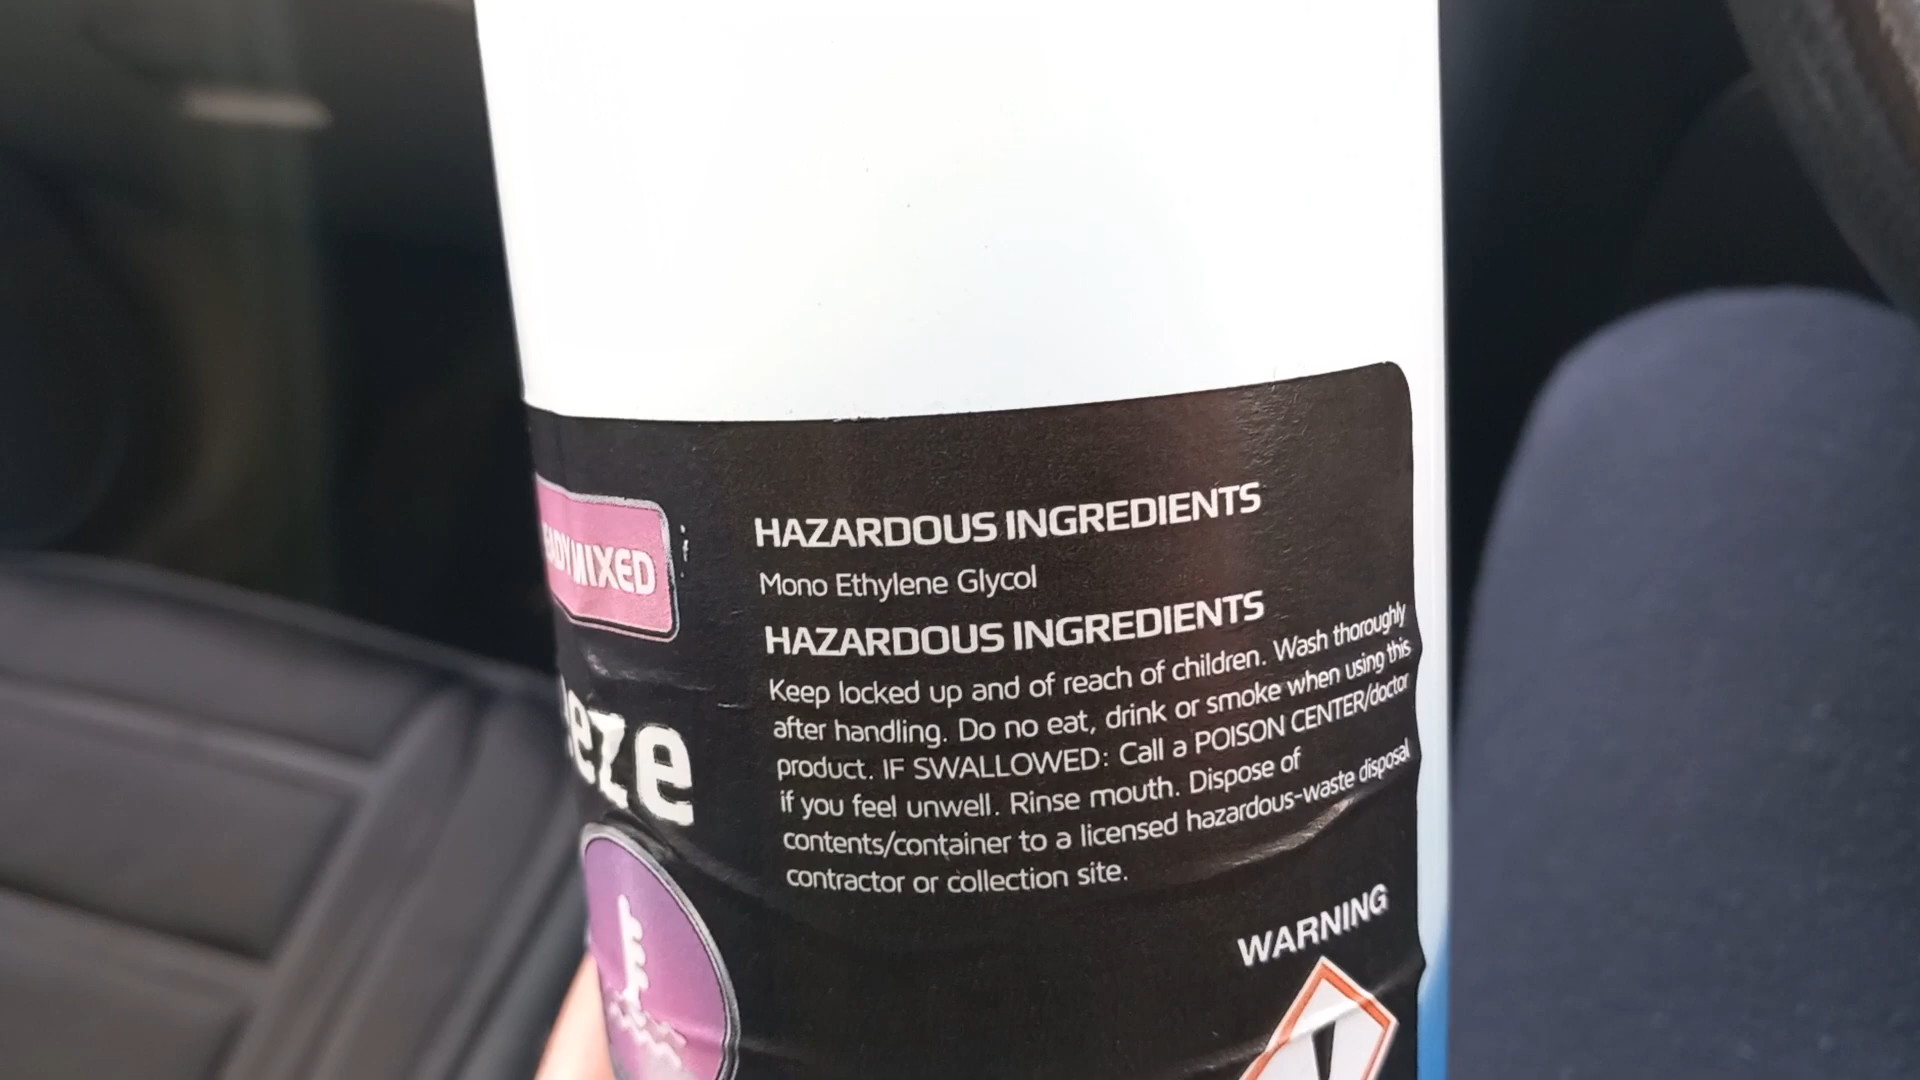 HAZARDOUS INGREDIENTS
Mono Ethylene Glycol
HAZARDOUS INGREDIENTS
Keep locked up and of reach of children. Wash thoroughly
after handling. Do no eat, drink or smoke when using this
product. IF SWALLOWED: Call a POISON CENTER/doctor
if you feel unwell. Rinse mouth. Dispose of
contents/container to a licensed hazardous-waste disposal
contractor or collection site.
WARNING
ADYMIXED
eze